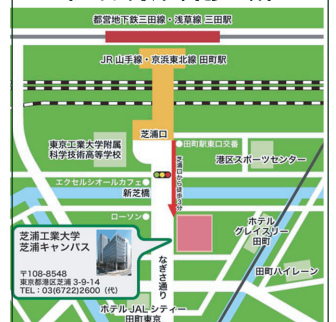 都営地下鉄三田線・浅草線 三田駅
JR 山手線・京浜東北線 田町駅
芝浦口
田町駅東口交番
東京工業大学附属
科学技術高等学校
芝浦口から徒歩3分
港区スポーツセンター
エクセルシオールカフェ
新芝橋
ローソン
ホテル
グレイスリー
田町
芝浦工業大学
芝浦キャンパス
〒108-8548
東京都港区芝浦 3-9-14
TEL：03(6722)2600（代）
なぎさ通り
田町ハイレーン
ホテル JAL シティー
田町東京